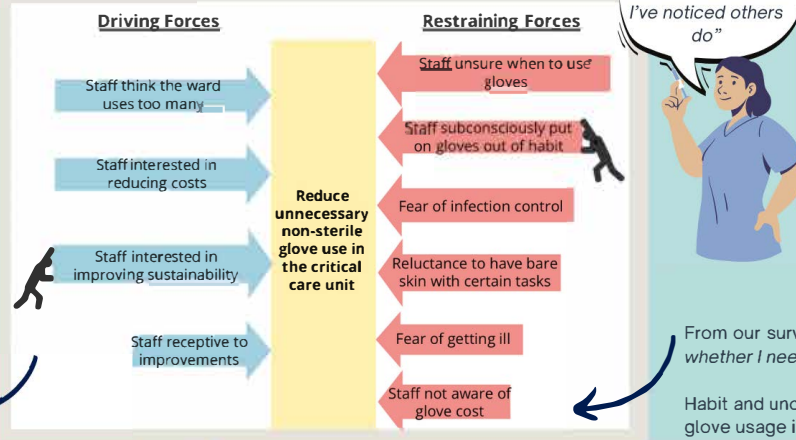 Driving Forces
Restraining Forces
Staff think the ward
uses too many
Staff interested in
reducing costs
Staff interested in
improving sustainability
Staff receptive to
improvements
Reduce
unnecessary
non-sterile
glove use in
the critical
care unit
Staff unsure when to use
gloves
Staff subconsciously put
on gloves out of habit
Fear of infection control
Reluctance to have bare
skin with certain tasks
Fear of getting ill
Staff not aware of
glove cost
I've noticed others
do”
From our
whether I
Habit and
glove usage